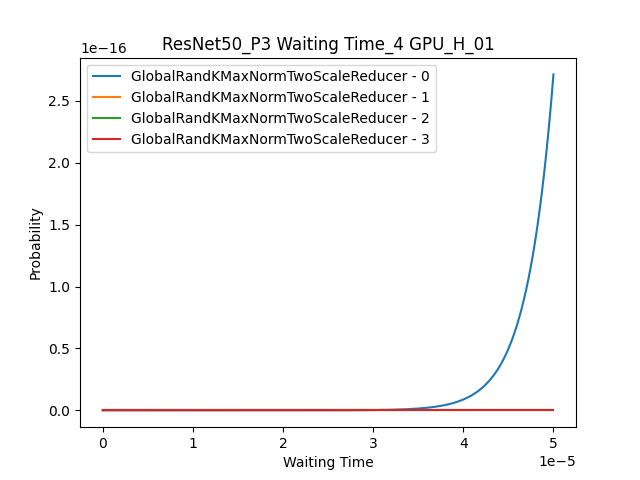 ResNet50_P3 Waiting Time_4 GPU_H_01
1e−16
GlobalRandKMaxNormTwoScaleReducer - 0
GlobalRandKMaxNormTwoScaleReducer - 1
GlobalRandKMaxNormTwoScaleReducer - 2
GlobalRandKMaxNormTwoScaleReducer - 3
2.5
2.0
1.5
1.0
0.5
0.0
Probability
0 1 2 3 4 5
1e−5
Waiting Time